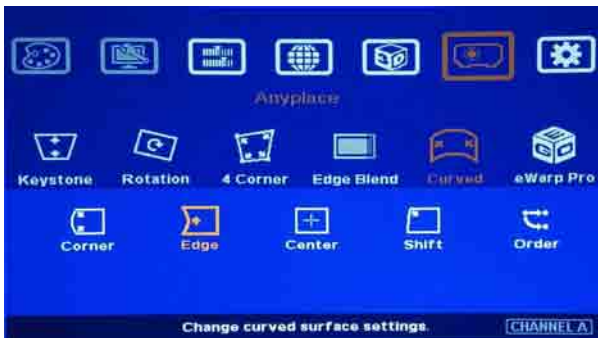 Anyplace
Keystone Rotation 4 Corner Edge Blend Curved eWarp Pro
Corner Edge Center Shift Order
Change curved surface settings. CHANNEL A